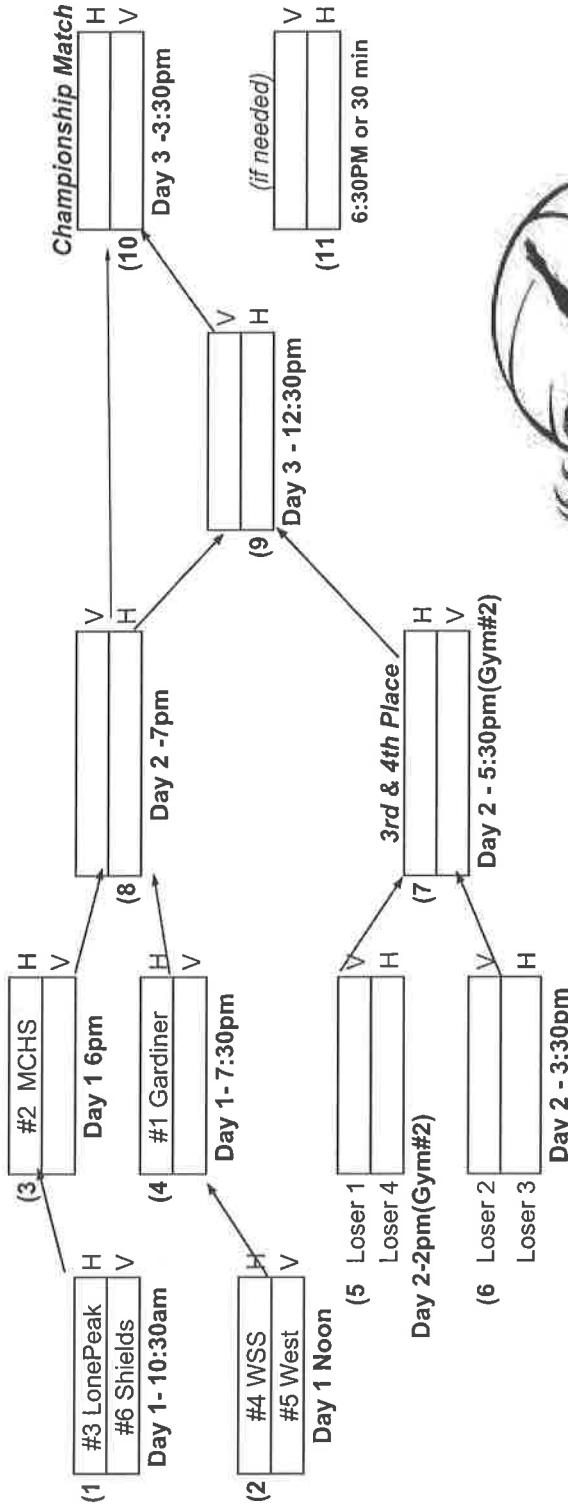 (1
#3 LonePeak H
#6 Shields V
Day 1- 10:30am
(2
#4 WSS H
#5 West V
Day 1 Noon
(3
#2 MCHS H
V
Day 1 6pm
(4
#1 Gardiner H
V
Day 1- 7:30pm
(5 Loser 1 V
Loser 4 H
Day 2-2pm(Gym#2)
(6 Loser 2 V
Loser 3 H
Day 2 - 3:30pm
V
H
(8
Day 2 -7pm
3rd & 4th Place
H
V
(7
Day 2 - 5:30pm(Gym#2)
V
H
(9
Day 3 - 12:30pm
Championship Match
H
V
(10
Day 3 -3:30pm
(if needed)
H
V
(11
6:30PM or 30 min